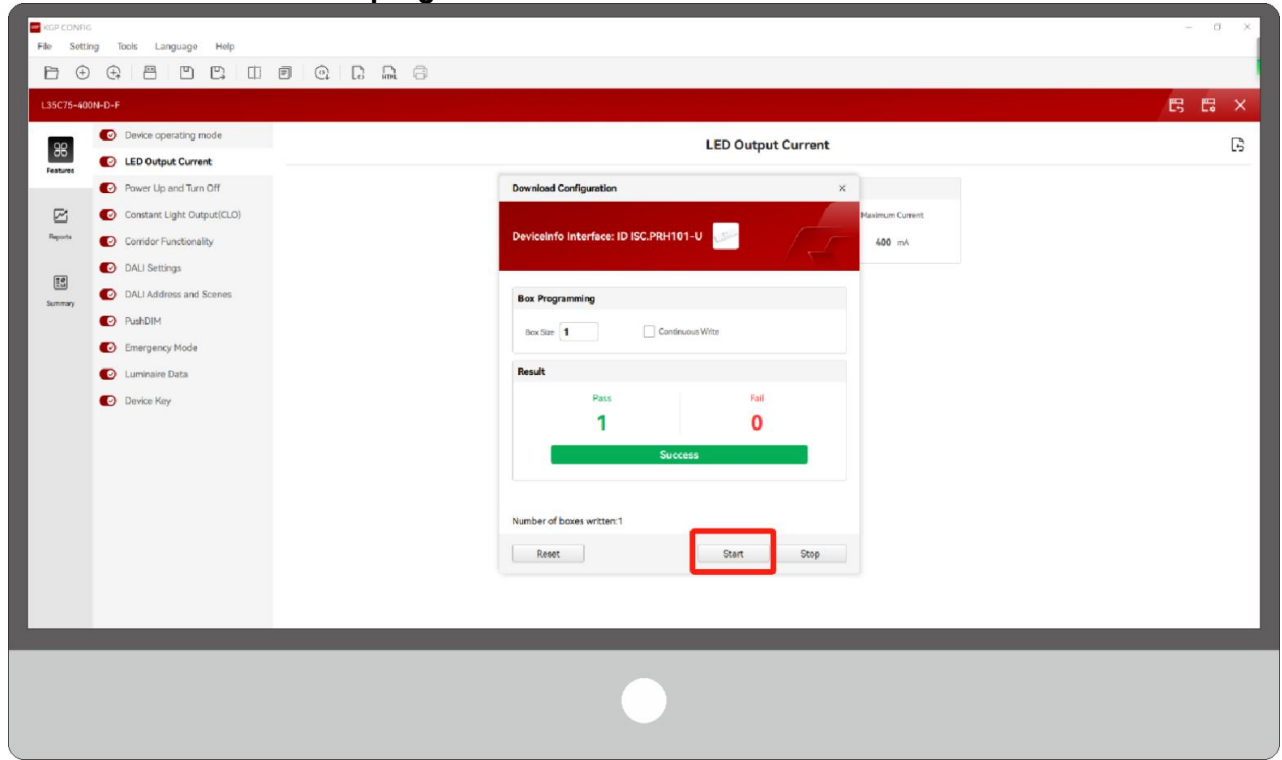 KGP CONFIG
File Setting Tools Language Help
L35C75-400N-D-F
Features
Reports
Summary
Device operating mode
LED Output Current
Power Up and Turn Off
Constant Light Output(CLO)
Corridor Functionality
DALI Settings
DALI Address and Scenes
PushDIM
Emergency Mode
Luminaire Data
Device Key
LED Output Current
Maximum Current
400 mA
Download Configuration
DeviceInfo Interface: ID ISC.PRH101-U
Box Programming
Box Size 1 Continuous Write
Result
Pass Fail
1 0
Success
Number of boxes written:1
Reset Start Stop